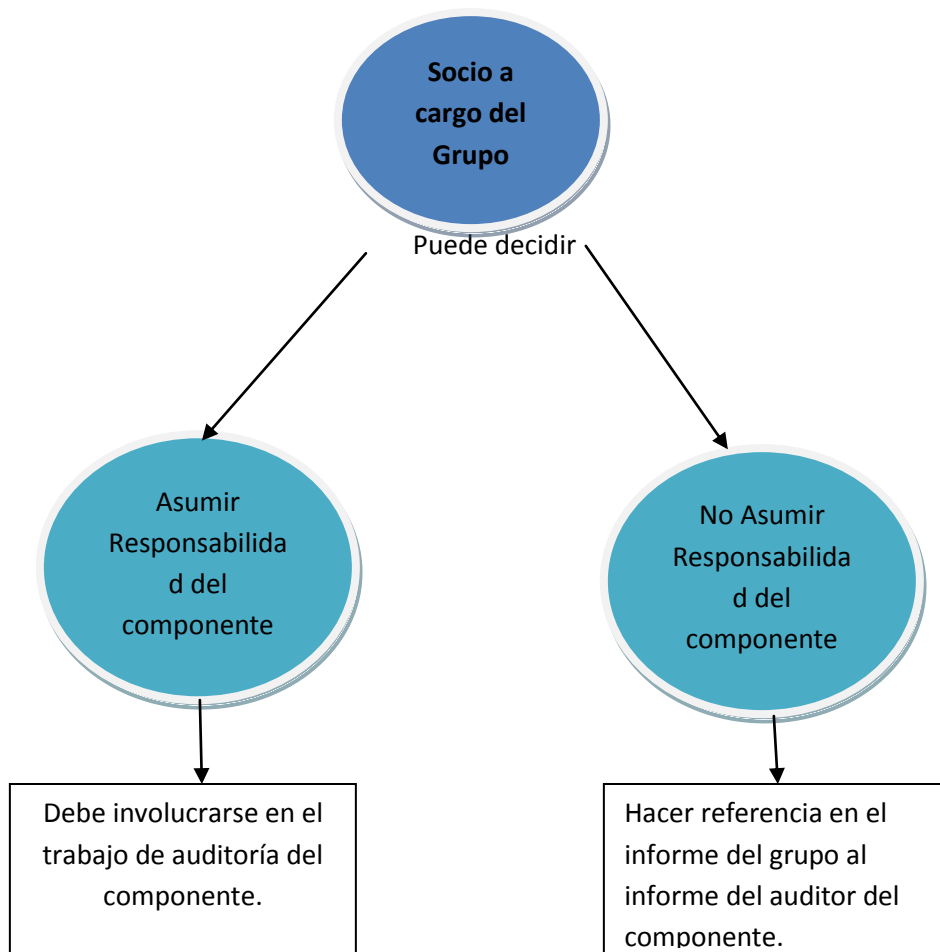 Socio a
cargo del
Grupo
Puede decidir
Asumir
Responsabilida
d del
componente
No Asumir
Responsabilida
d del
componente
Debe involucrarse en el
trabajo de auditoría del
componente.
Hacer referencia en el
informe del grupo al
informe del auditor del
componente.